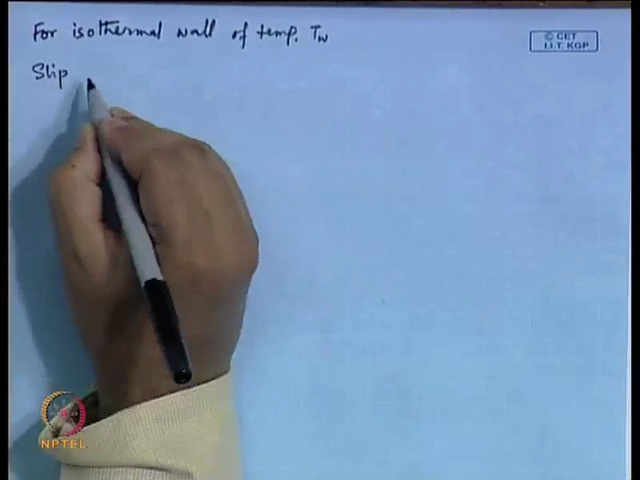 For isothermal wall of temp. Tw
Slip
© CET
I.I.T. KGP
NPTEL